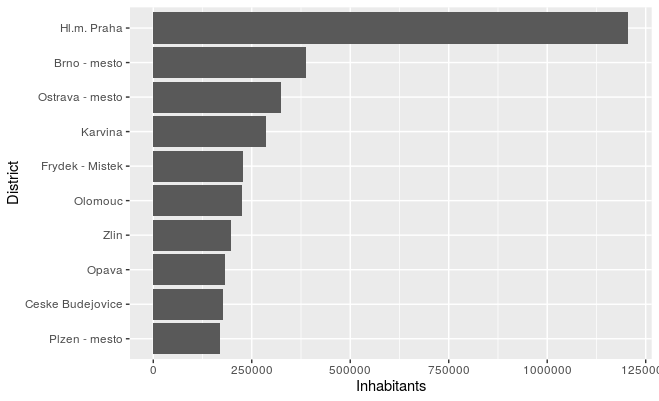 District
Hl.m. Praha
Brno - mesto
Ostrava - mesto
Karvina
Frydek - Mistek
Olomouc
Zlin
Opava
Ceske Budejovice
Plzen - mesto
0 250000 500000 750000 1000000 125000
Inhabitants